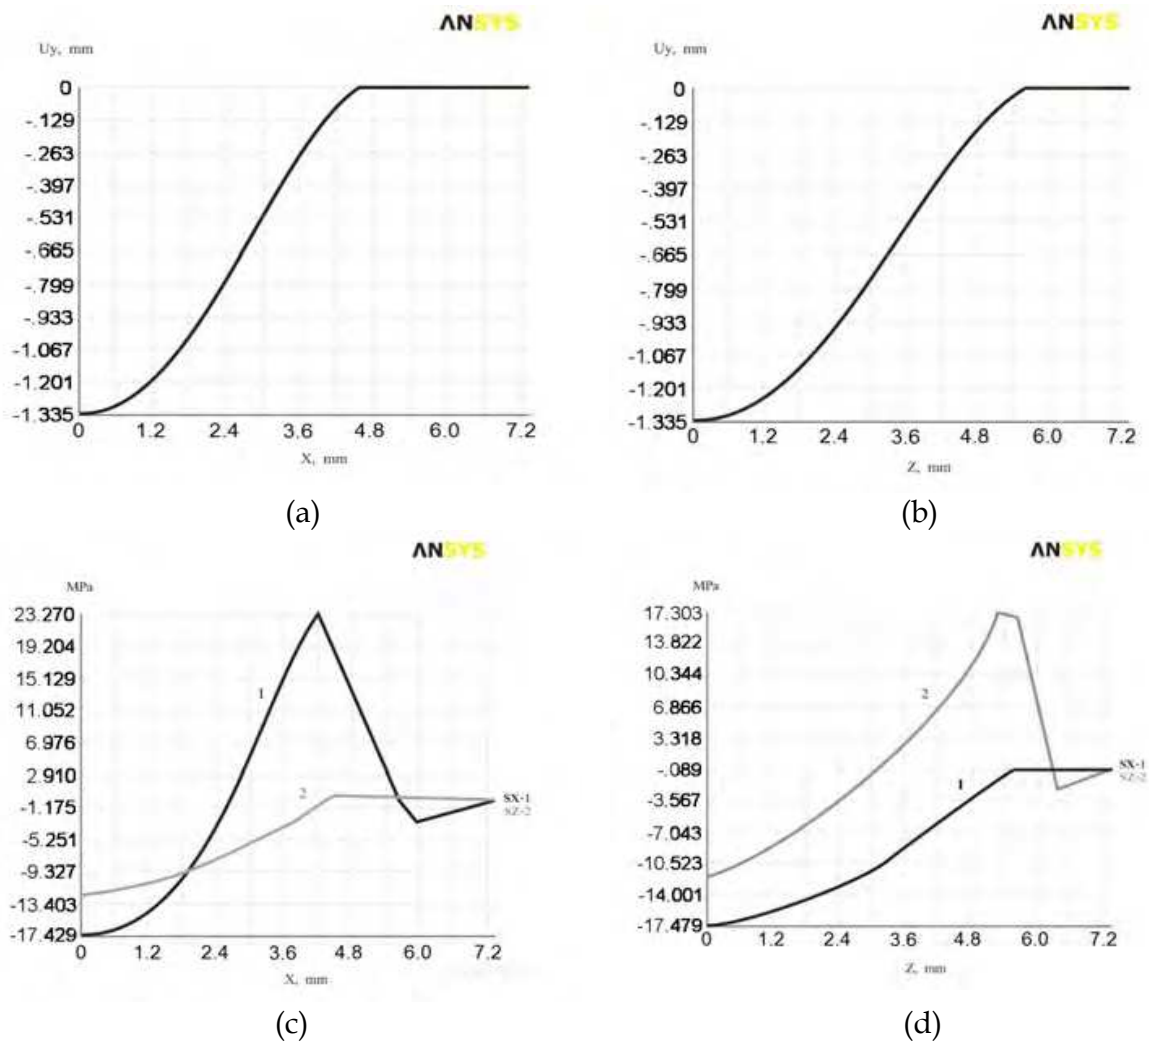 ANSYS
Uy, mm
0
-.129
-.263
-.397
-.531
-.665
-.799
-.933
-1.067
-1.201
-1.335
0 1.2 2.4 3.6 4.8 6.0 7.2
X, mm
(a)
ANSYS
Uy, mm
0
-.129
-.263
-.397
-.531
-.665
-.799
-.933
-1.067
-1.201
-1.335
0 1.2 2.4 3.6 4.8 6.0 7.2
Z, mm
(b)
ANSYS
MPa
23.270
19.204
15.129
11.052
6.976
2.910
-1.175
-5.251
-9.327
-13.403
-17.429
1
2
SX-1
SZ-2
0 1.2 2.4 3.6 4.8 6.0 7.2
X, mm
(c)
ANSYS
MPa
17.303
13.822
10.344
6.866
3.318
-.089
-3.567
-7.043
-10.523
-14.001
-17.479
2
1
SX-1
SZ-2
0 1.2 2.4 3.6 4.8 6.0 7.2
Z, mm
(d)